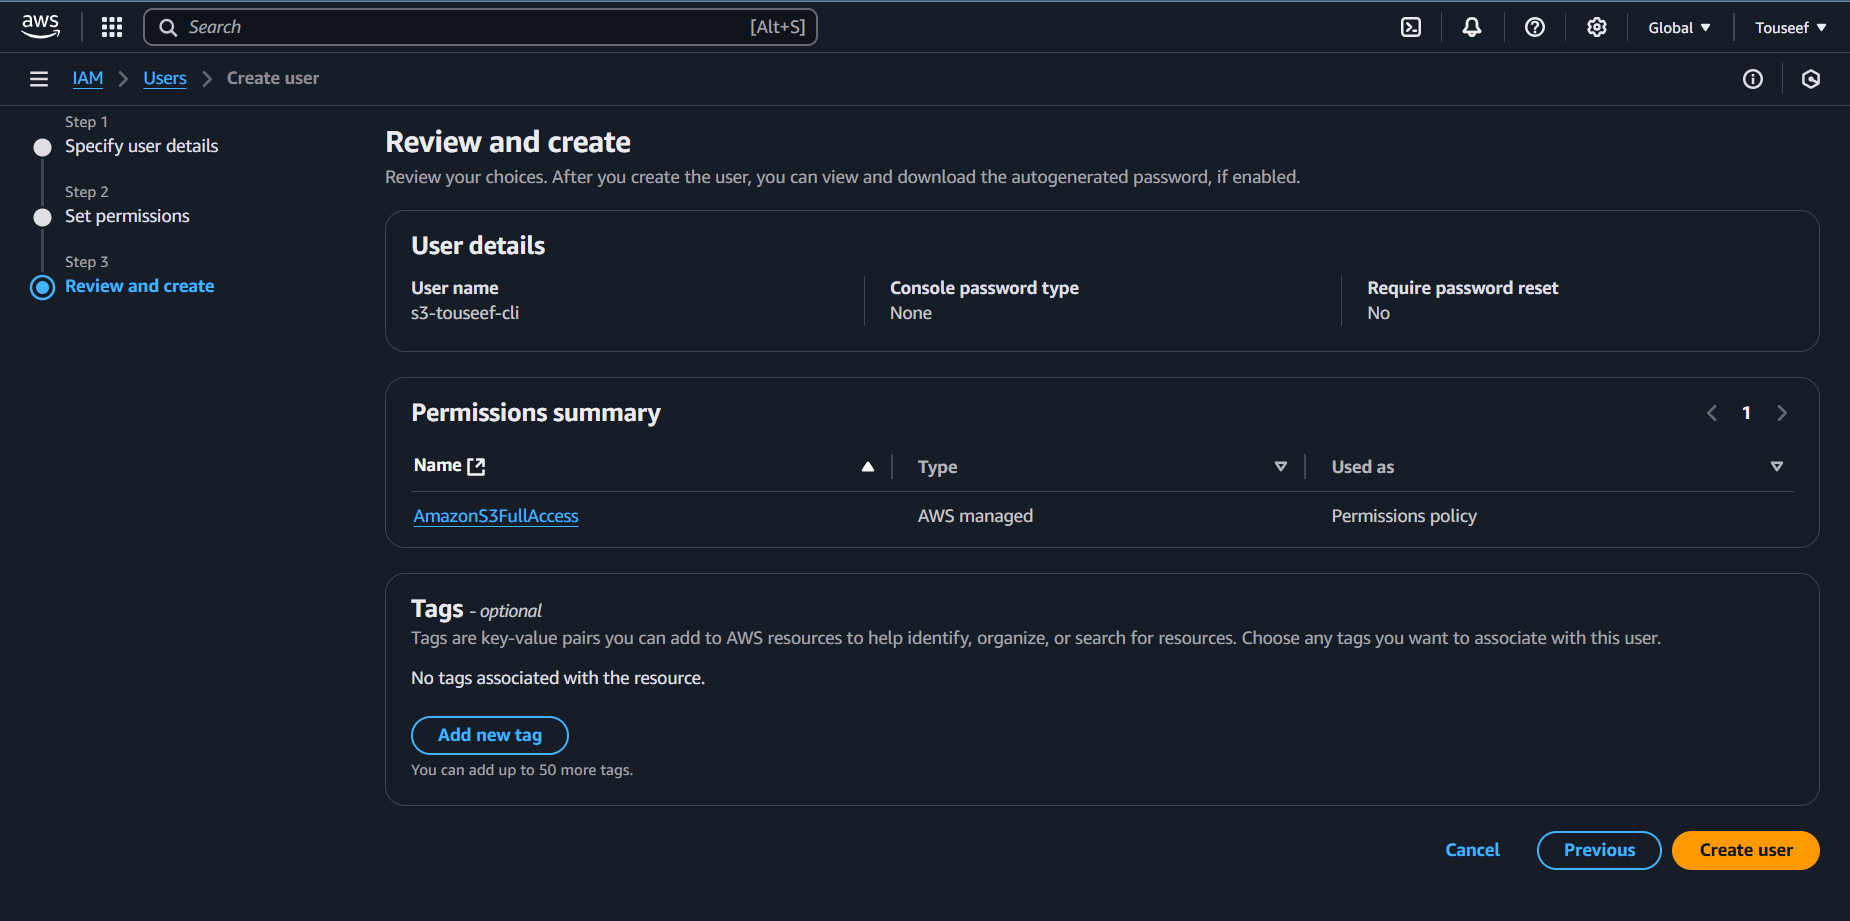 aws
Search [Alt+S]
Global
Touseef
IAM
Users
Create user
Step 1
Specify user details
Step 2
Set permissions
Step 3
Review and create
Review and create
Review your choices. After you create the user, you can view and download the autogenerated password, if enabled.
User details
User name
s3-touseef-cli
Console password type
None
Require password reset
No
Permissions summary
1
Name
Type
Used as
AmazonS3FullAccess
AWS managed
Permissions policy
Tags - optional
Tags are key-value pairs you can add to AWS resources to help identify, organize, or search for resources. Choose any tags you want to associate with this user.
No tags associated with the resource.
Add new tag
You can add up to 50 more tags.
Cancel
Previous
Create user